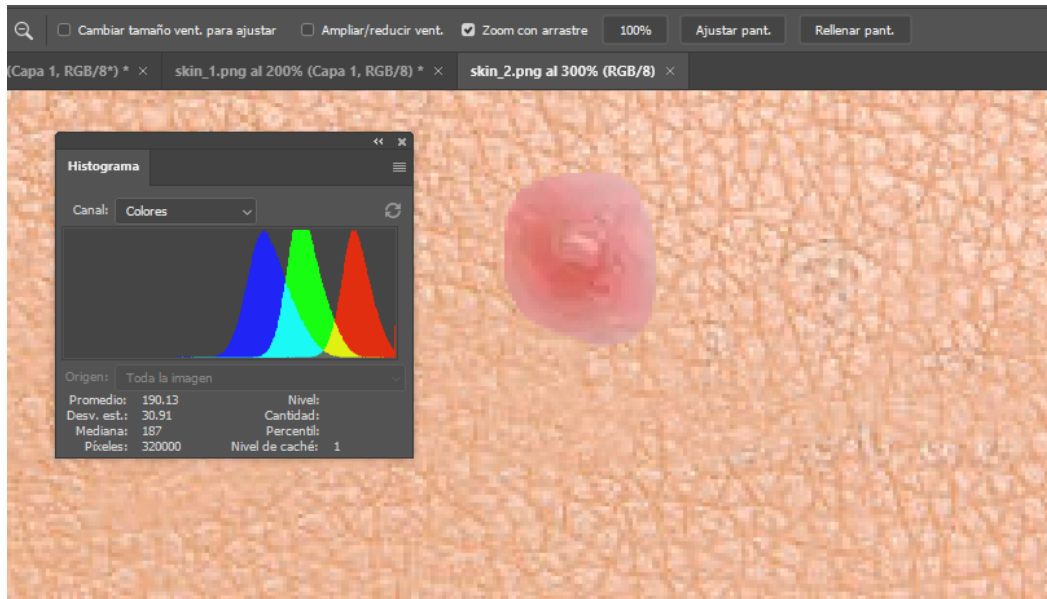 Cambiar tamaño vent. para ajustar Ampliar/reducir vent. Zoom con arrastre 100% Ajustar pant. Rellenar pant.
(Capa 1, RGB/8*) * × skin_1.png al 200% (Capa 1, RGB/8) * × skin_2.png al 300% (RGB/8) ×
Histograma
Canal: Colores
Origen: Toda la imagen
Promedio: 190.13 Nivel:
Desv. est.: 30.91 Cantidad:
Mediana: 187 Percentil:
Píxeles: 320000 Nivel de caché: 1